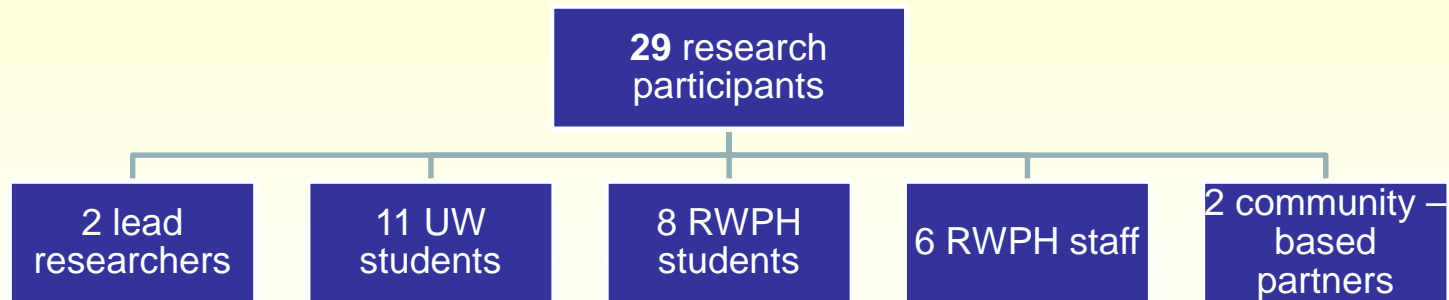 29 research
participants
2 lead
researchers
11 UW
students
8 RWPH
students
6 RWPH staff
2 community –
based
partners